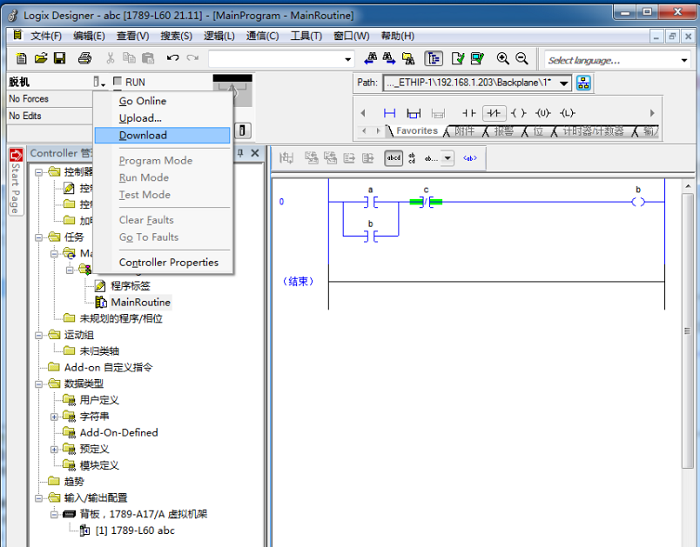 Logix Designer - abc [1789-L60 21.11] - [MainProgram - MainRoutine]
文件(F) 编辑(E) 查看(V) 搜索(S) 逻辑(L) 通信(C) 工具(T) 窗口(W) 帮助(H)
Select language...
脱机 RUN
No Forces
No Edits
Path: ..._ETHIP-1\192.168.1.203\Backplane\1*
Favorites 附件 报警 位 计时器/计数器
Go Online
Upload...
Download
Program Mode
Run Mode
Test Mode
Clear Faults
Go To Faults
Controller Properties
Start Page
Controller
控制器
任务
程序标签
MainRoutine
未规划的程序/相位
运动组
未归类轴
Add-on 自定义指令
数据类型
用户定义
字符串
Add-On-Defined
预定义
模块定义
趋势
输入/输出配置
背板，1789-A17/A 虚拟机架
[1] 1789-L60 abc
abcd ab ab... <ab>
a c b
0
b
(结束)